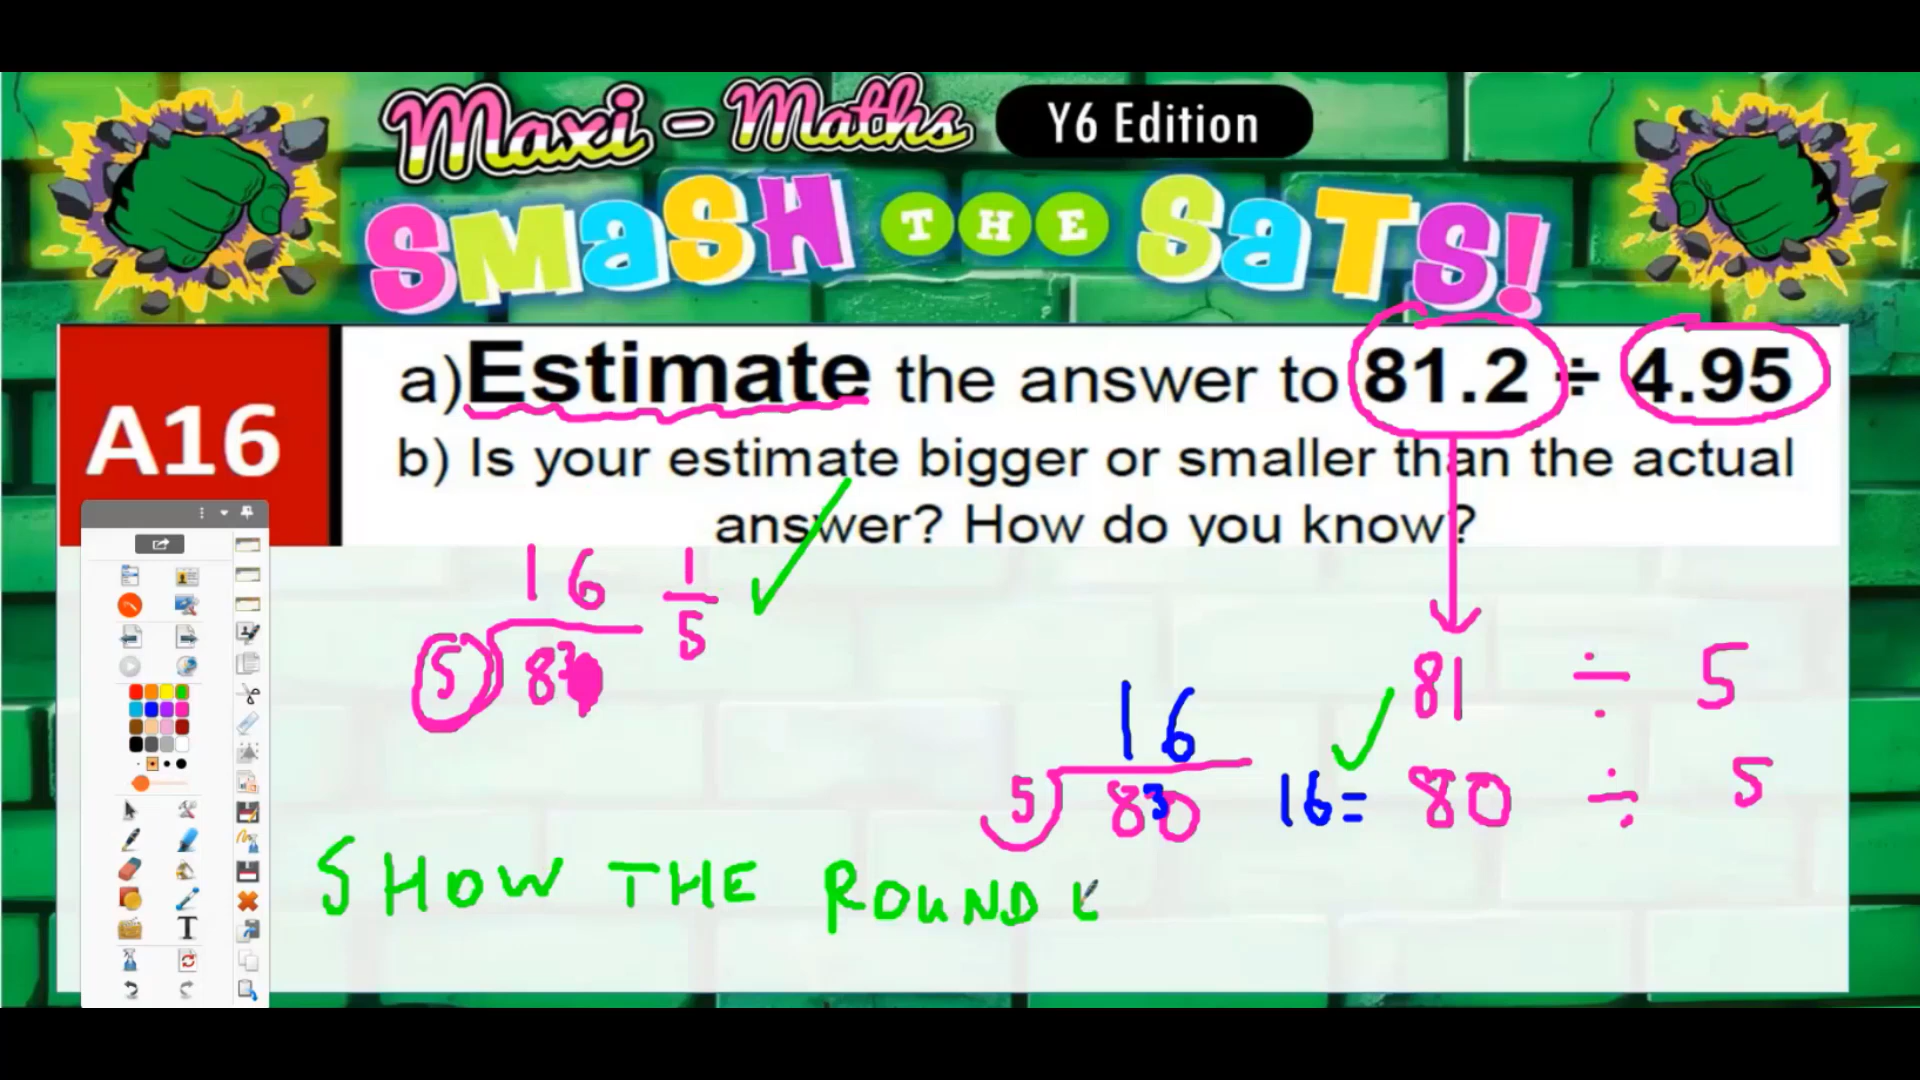 Maxi - Maths Y6 Edition
SMaSH THE SaTS!
A16
a)Estimate the answer to 81.2 ÷ 4.95
b) Is your estimate bigger or smaller than the actual
answer? How do you know?
16 1/5
5 83
81 ÷ 5
16
5 830
16= 80 ÷ 5
SHOW THE ROUND
T